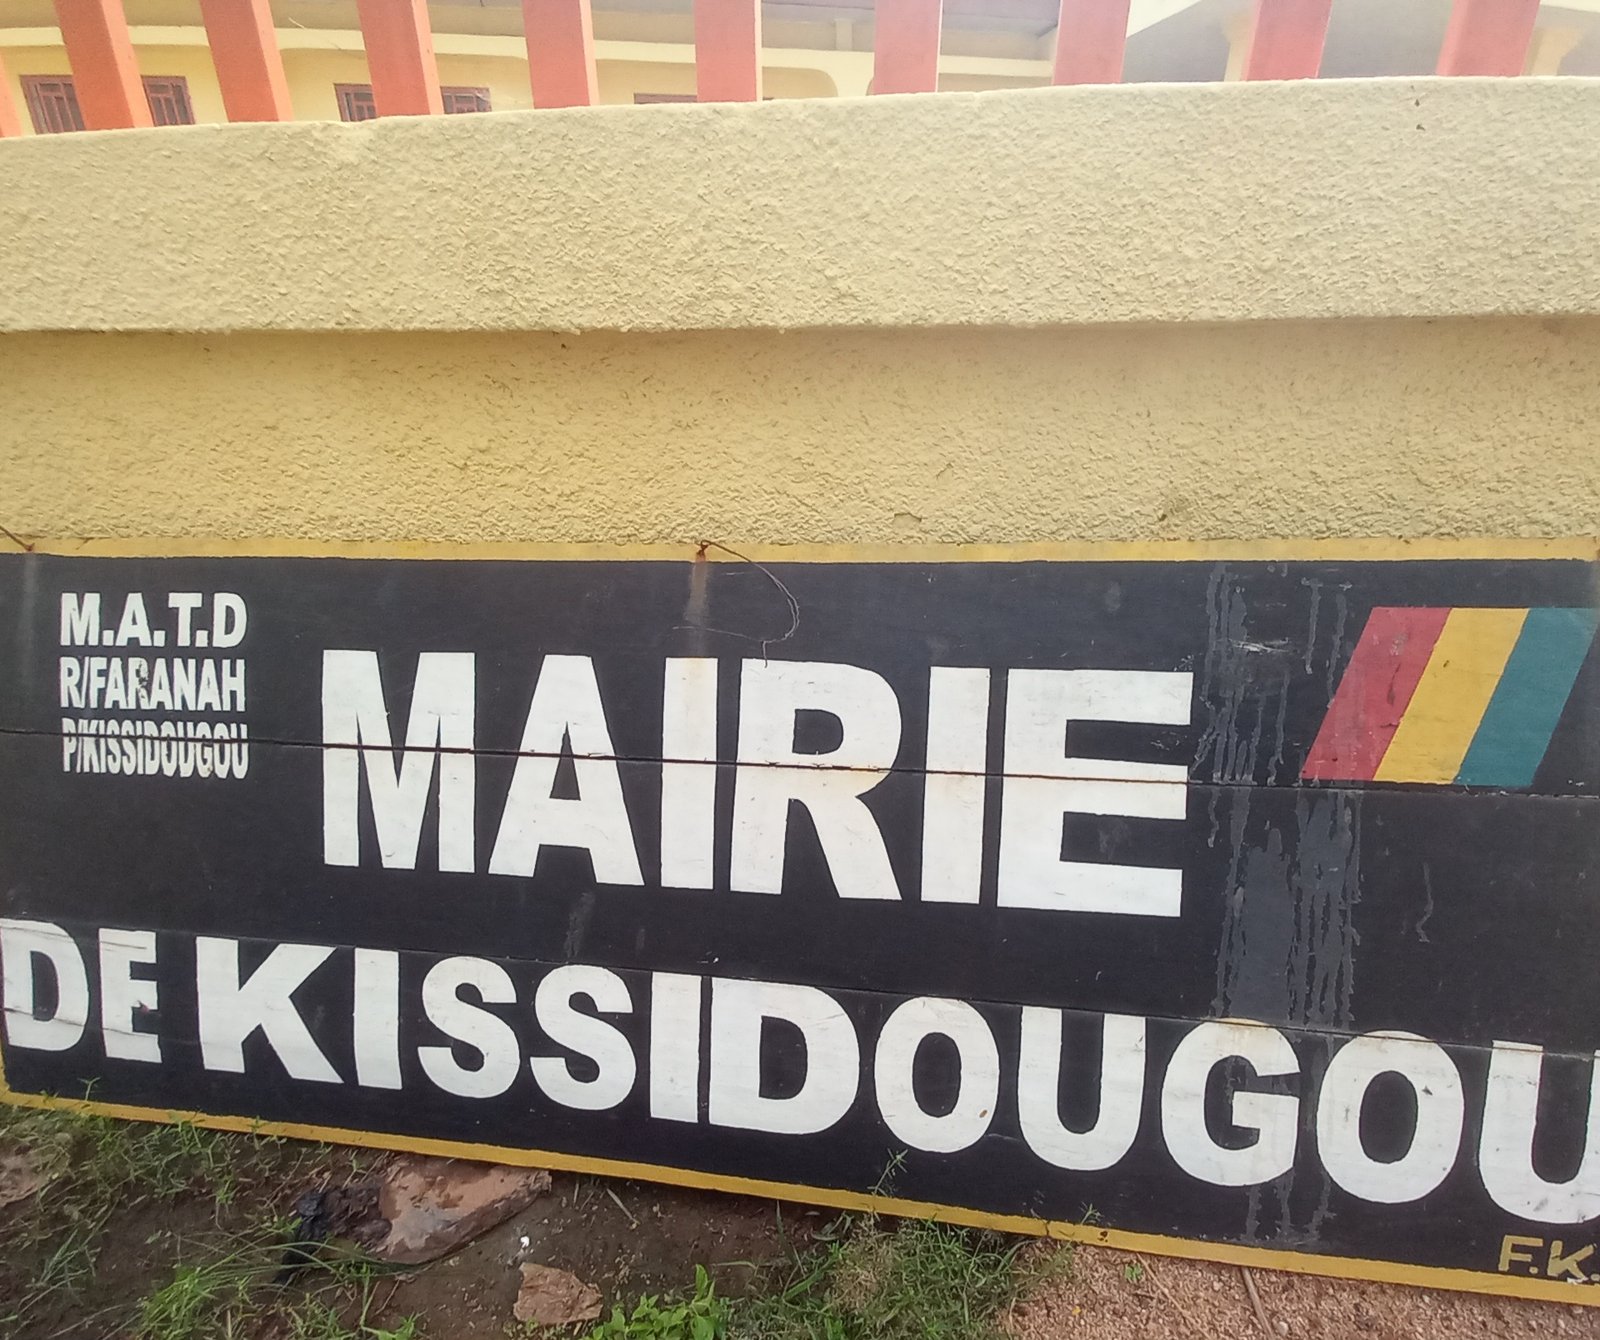 M.A.T.D
R/FARANAH
P/KISSIDOUGOU
MAIRIE
DE KISSIDOUGOU
F.K.